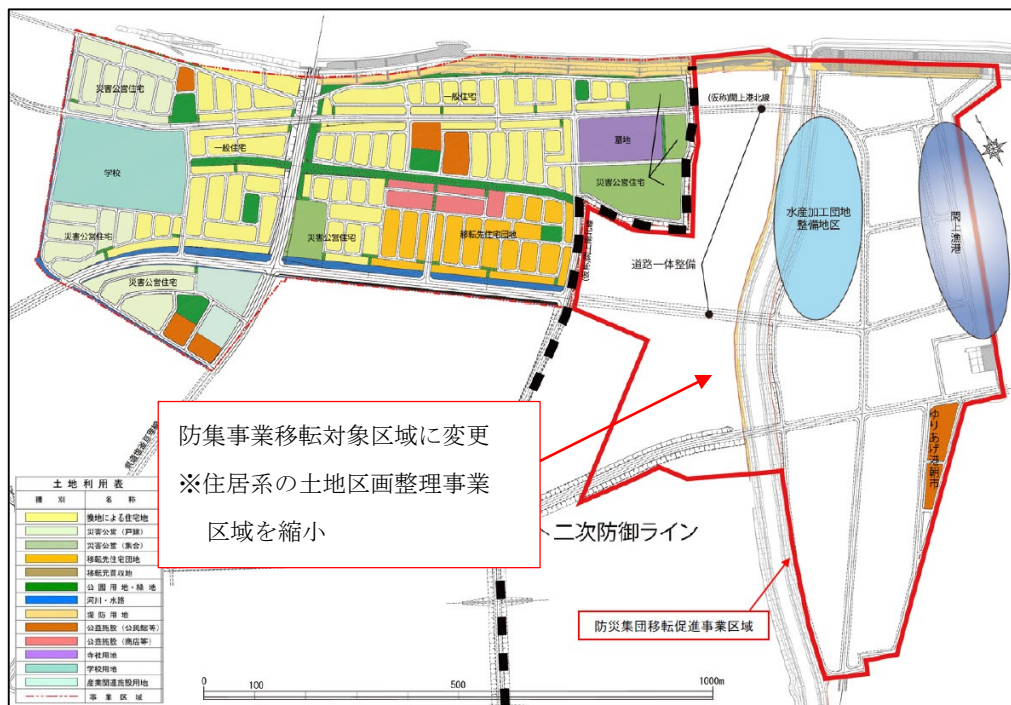 災害公営住宅
一般住宅
(仮称)閖上港北線
一般住宅
墓地
学校
災害公営住宅
水産加工団地
整備地区
閖上漁港
災害公営住宅
災害公営住宅
移転先住宅団地
道路一体整備
災害公営住宅
防集事業移転対象区域に変更
※住居系の土地区画整理事業
区域を縮小
ゆりあげ港朝市
二次防御ライン
防災集団移転促進事業区域
土地利用表
種別 名称
換地による住宅地
災害公営（戸建）
災害公営（集合）
移転先住宅団地
移転元買収地
公園用地・緑地
河川・水路
堤防用地
公益施設（公民館等）
公益施設（商店等）
寺社用地
学校用地
産業関連施設用地
事業区域
0 100 500 1000m